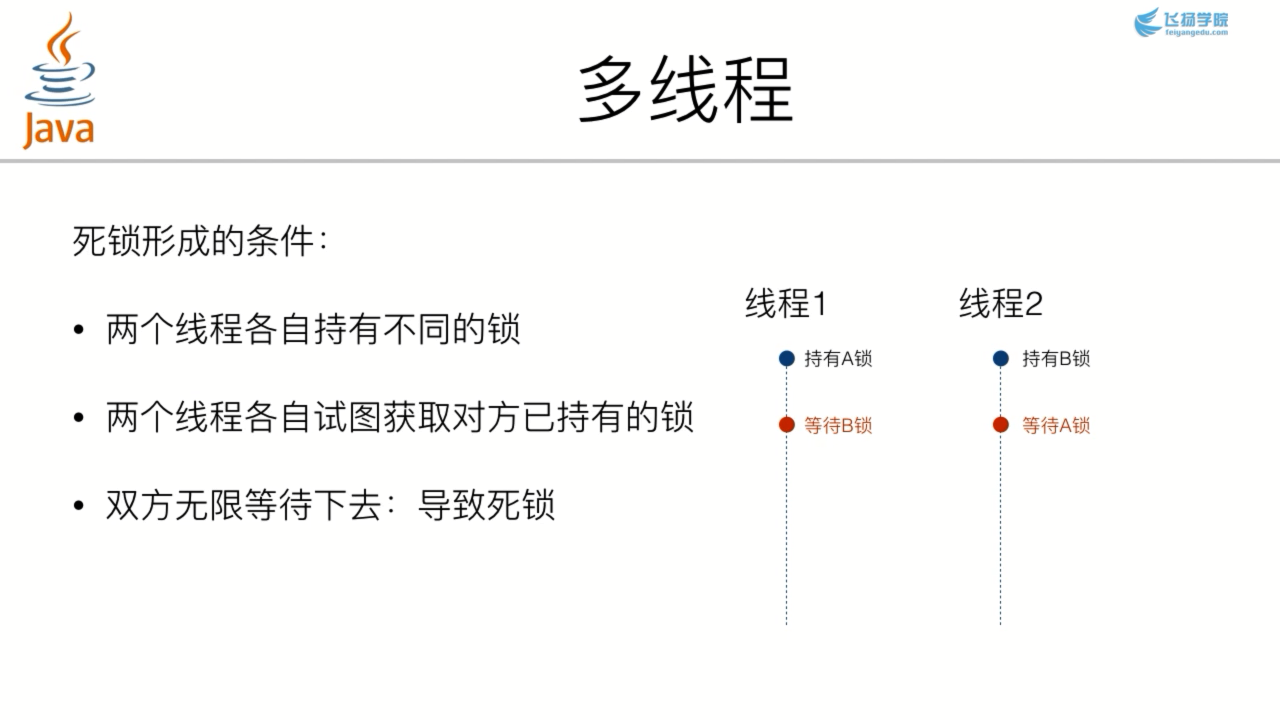 Java
飞扬学院
feiyangedu.com
多线程
死锁形成的条件：
• 两个线程各自持有不同的锁
• 两个线程各自试图获取对方已持有的锁
• 双方无限等待下去：导致死锁
线程1
持有A锁
等待B锁
线程2
持有B锁
等待A锁